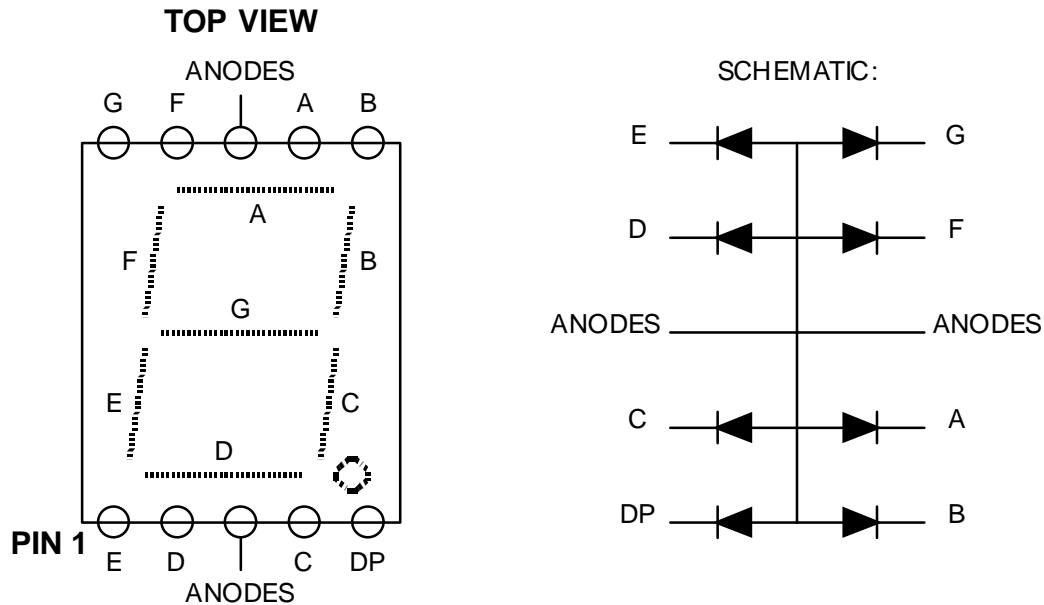 TOP VIEW
ANODES
G F A B
A
F B
G
E C
D
PIN 1
E D C DP
ANODES
SCHEMATIC:
E G
D F
ANODES ANODES
C A
DP B